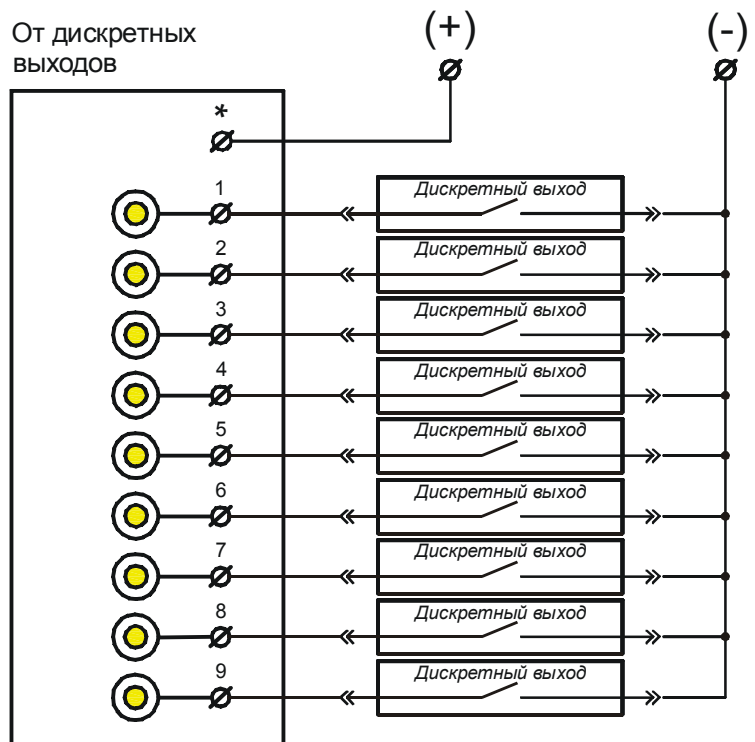 От дискретных
выходов
(+)
(-)
*
1
Дискретный выход
2
Дискретный выход
3
Дискретный выход
4
Дискретный выход
5
Дискретный выход
6
Дискретный выход
7
Дискретный выход
8
Дискретный выход
9
Дискретный выход